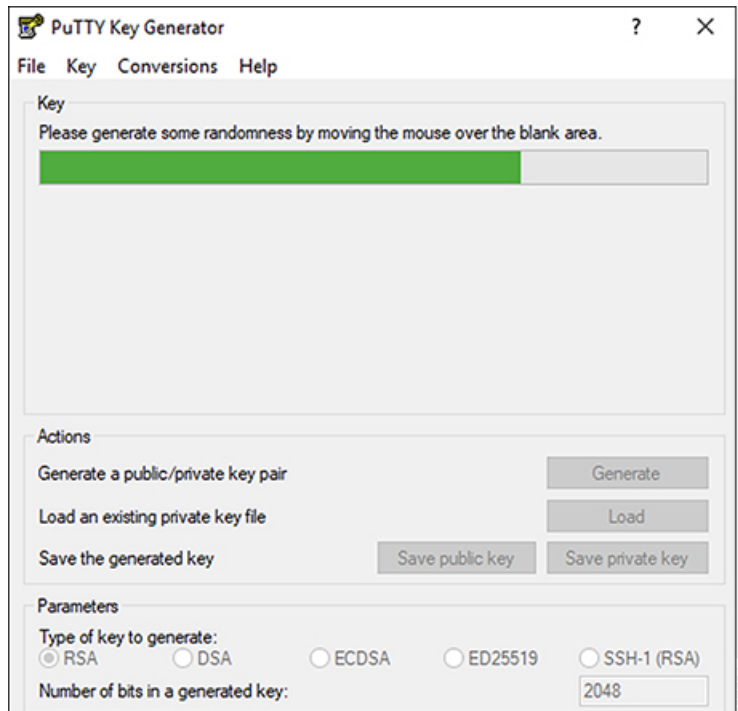 PuTTY Key Generator ?
File Key Conversions Help
Key
Please generate some randomness by moving the mouse over the blank area.
Actions
Generate a public/private key pair Generate
Load an existing private key file Load
Save the generated key Save public key Save private key
Parameters
Type of key to generate:
RSA DSA ECDSA ED25519 SSH-1 (RSA)
Number of bits in a generated key: 2048